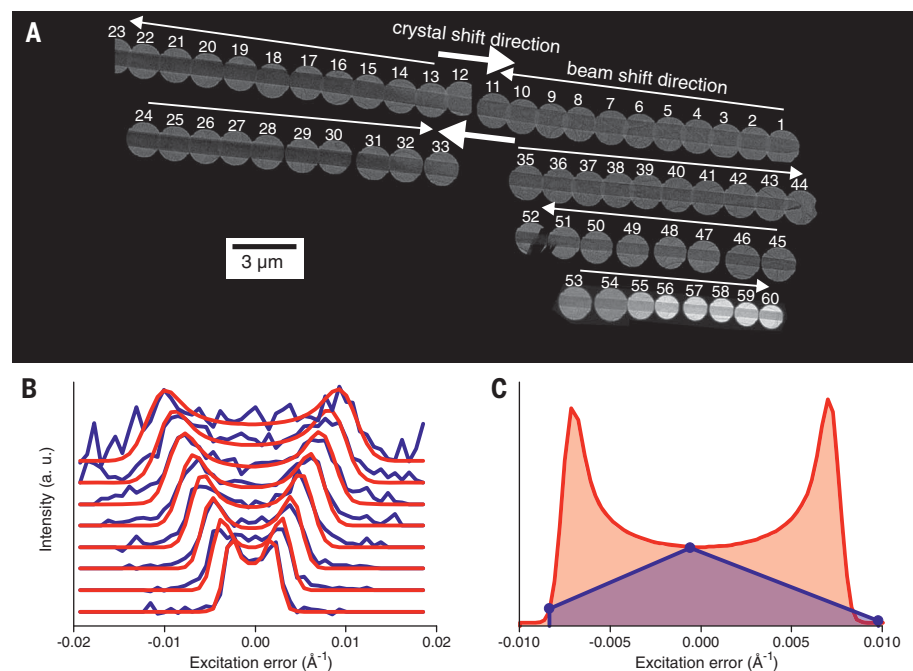 A
crystal shift direction
beam shift direction
23 22 21 20 19 18 17 16 15 14 13 12
11 10 9 8 7 6 5 4 3 2 1
24 25 26 27 28 29 30 31 32 33
35 36 37 38 39 40 41 42 43 44
52 51 50 49 48 47 46 45
3 µm
53 54 55 56 57 58 59 60
B
Intensity (a. u.)
-0.02 -0.01 0.00 0.01 0.02
Excitation error (Å-1)
C
-0.010 -0.005 0.000 0.005 0.010
Excitation error (Å-1)